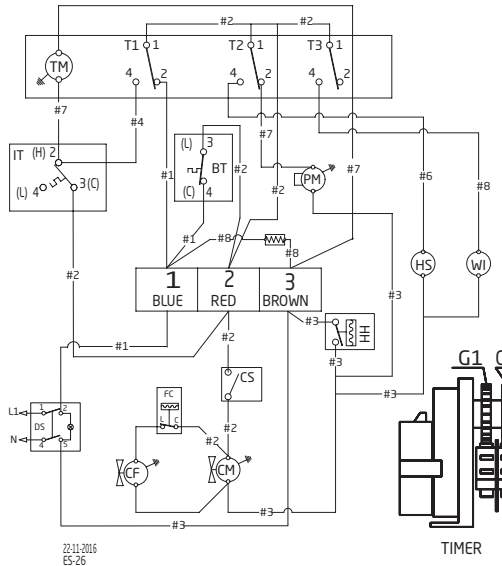 #2 #2
T1 1 T2 1 T3 1
TM
4 2 4 2 4 2
#7 #4 #7
IT (H) 2
(L) 3
#1 BT #2 #2 #7 #6 #8
(L) 4 3 (C)
(C) 4
PM
#2 #1 #8 #8
HS WI
1 2 3
BLUE RED BROWN
#3
#3 HH
#1 #2 #3
G1
CS
#3
FC
L1 1 2
DS L C
N 4 5
#2 #2
CF CM
#3 #3
22-11-2016
ES-26
TIMER